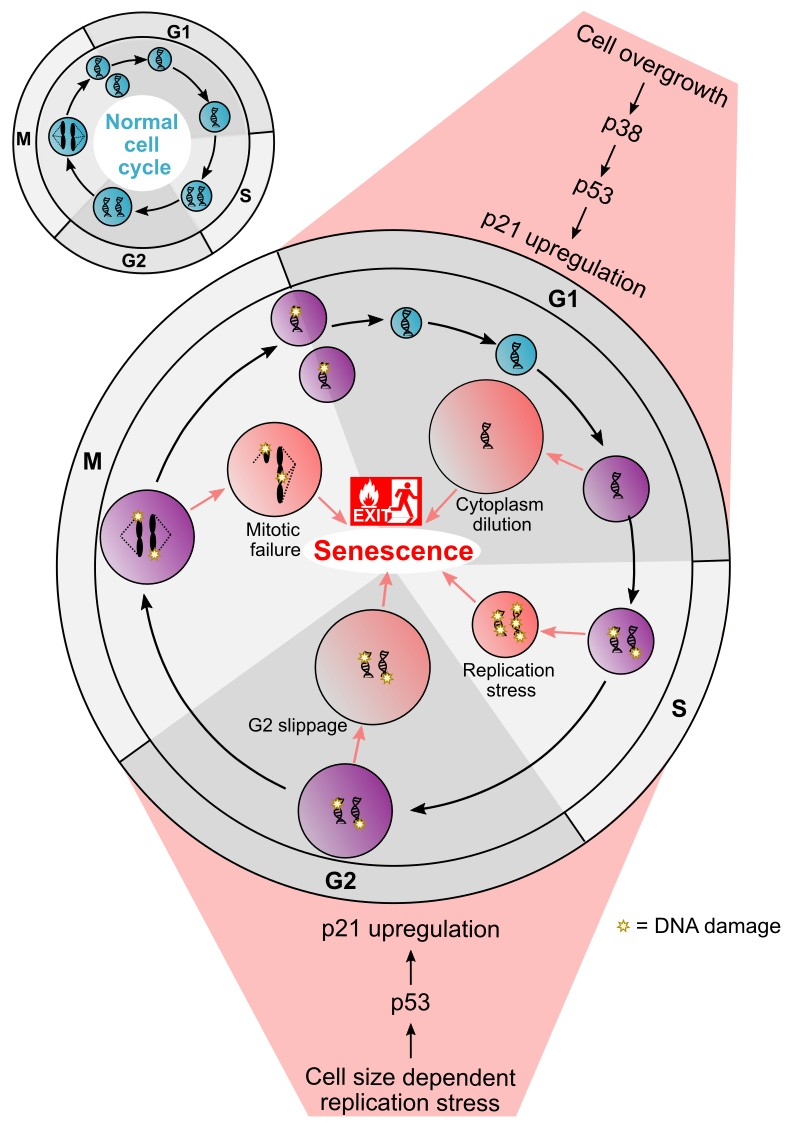 G1
M
Normal
cell
cycle
S
G2
Cell overgrowth
p38
p53
p21 upregulation
G1
M
EXIT
Senescence
Cytoplasm
dilution
Mitotic
failure
Replication
stress
G2 slippage
S
G2
p21 upregulation
= DNA damage
p53
Cell size dependent
replication stress